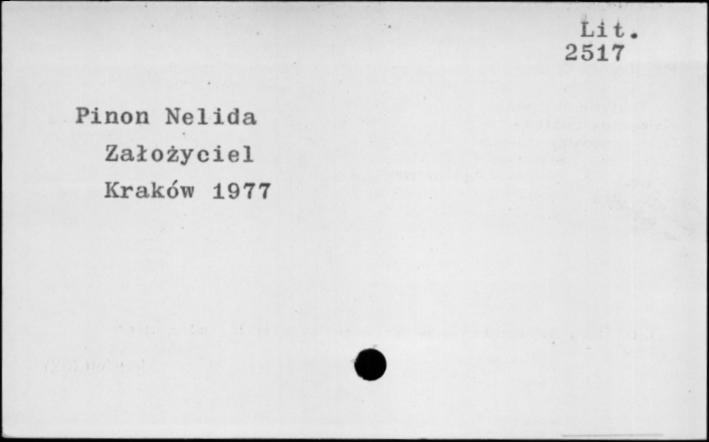 Lit.
2517
Pinon Nelida
Założyciel
Kraków 1977